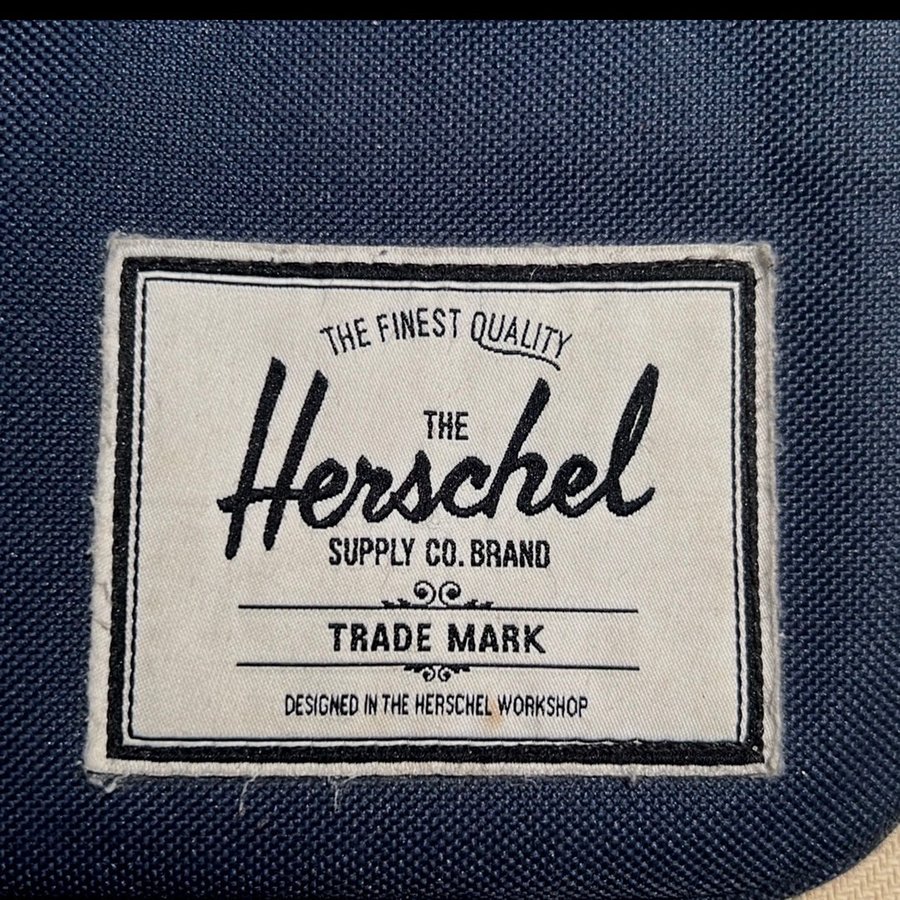 THE FINEST QUALITY
THE
Herschel
SUPPLY CO. BRAND
TRADE MARK
DESIGNED IN THE HERSCHEL WORKSHOP